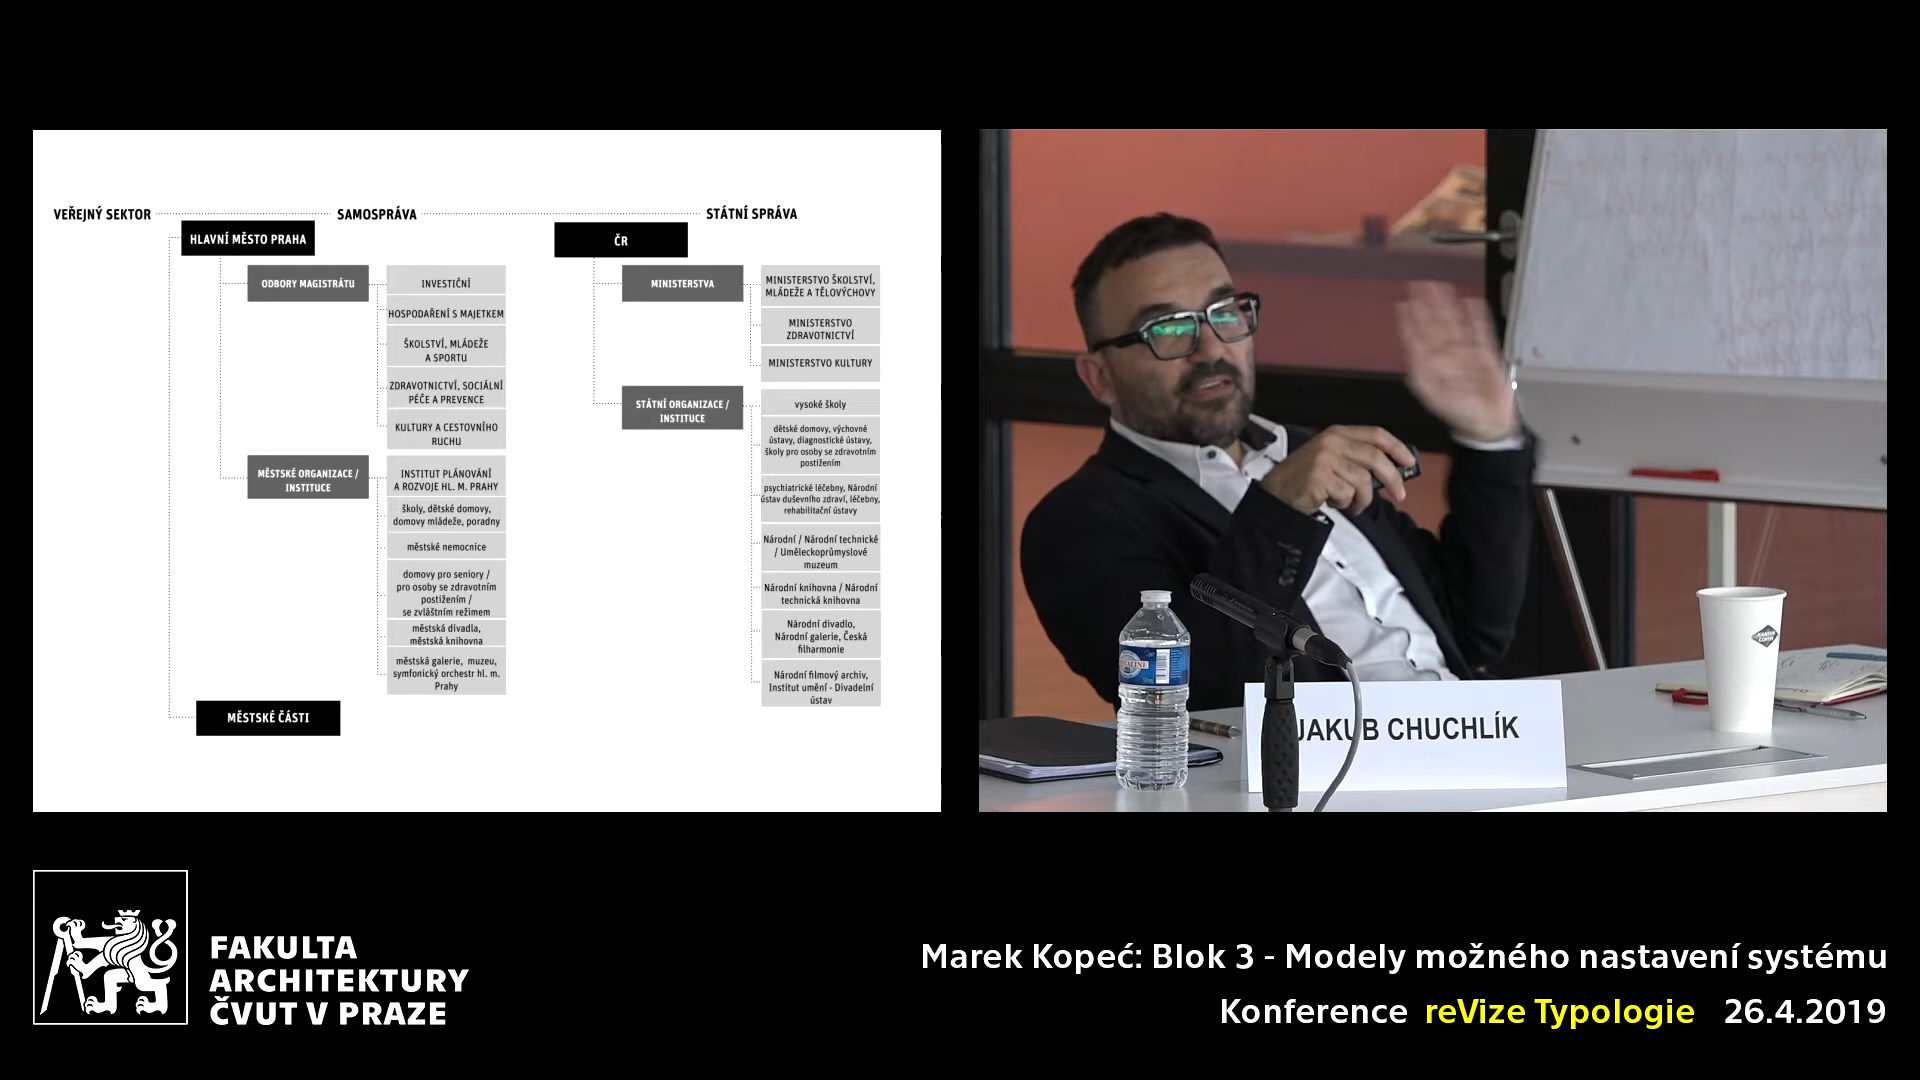 VEŘEJNÝ SEKTOR
SAMOSPRÁVA
STÁTNÍ SPRÁVA
HLAVNÍ MĚSTO PRAHA
ODBORY MAGISTRÁTU
INVESTIČNÍ
HOSPODAŘENÍ S MAJETKEM
ŠKOLSTVÍ, MLÁDEŽE
A SPORTU
ZDRAVOTNICTVÍ, SOCIÁLNÍ
PÉČE A PREVENCE
KULTURY A CESTOVNÍHO
RUCHU
MĚSTSKÉ ORGANIZACE /
INSTITUCE
INSTITUT PLÁNOVÁNÍ
A ROZVOJE HL. M. PRAHY
školy, dětské domovy,
domovy mládeže, poradny
městské nemocnice
domovy pro seniory /
pro osoby se zdravotním
postižením /
se zvláštním režimem
městská divadla,
městská knihovna
městská galerie, muzeu,
symfonický orchestr hl. m.
Prahy
MĚSTSKÉ ČÁSTI
ČR
MINISTERSTVA
MINISTERSTVO ŠKOLSTVÍ,
MLÁDEŽE A TĚLOVÝCHOVY
MINISTERSTVO
ZDRAVOTNICTVÍ
MINISTERSTVO KULTURY
STÁTNÍ ORGANIZACE /
INSTITUCE
vysoké školy
dětské domovy, výchovné
ústavy, diagnostické ústavy,
školy pro osoby se zdravotním
postižením
psychiatrické léčebny, Národní
ústav duševního zdraví, léčebny,
rehabilitační ústavy
Národní / Národní technické
/ Uměleckoprůmyslové
muzeum
Národní knihovna / Národní
technická knihovna
Národní divadlo,
Národní galerie, Česká
filharmonie
Národní filmový archiv,
Institut umění - Divadelní
ústav
JAKUB CHUCHLÍK
FAKULTA
ARCHITEKTURY
ČVUT V PRAZE
Marek Kopeć: Blok 3 - Modely možného nastavení systému
Konference reVize Typologie 26.4.2019